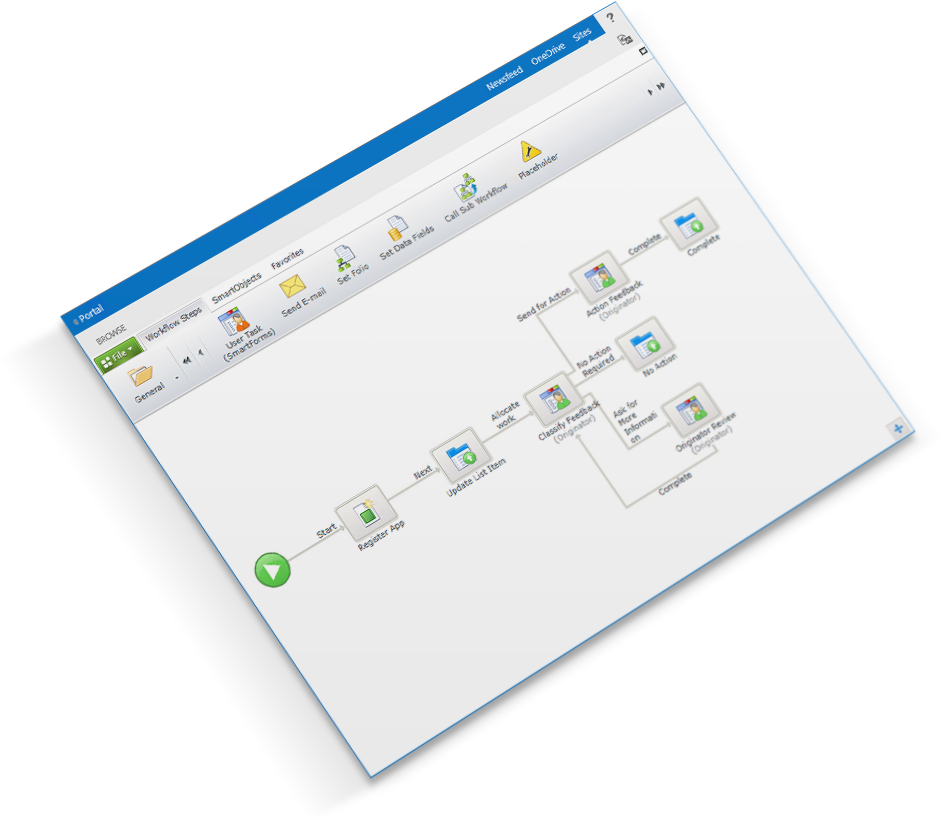 Newsfeed OneDrive Sites ?
Portal
BROWSE
File
Workflow Steps SmartObjects Favorites
General
User Task
(SmartForms)
Send E-mail
Set Folio
Set Data Fields
Call Sub Workflow
Placeholder
Start
Register App
Next
Update List Item
Allocate
work
Classify Feedback
(Originator)
Send for Action
Action Feedback
(Originator)
Complete
Complete
No Action
Required
No Action
Ask for
More
Informati
on
Originator Review
(Originator)
Complete